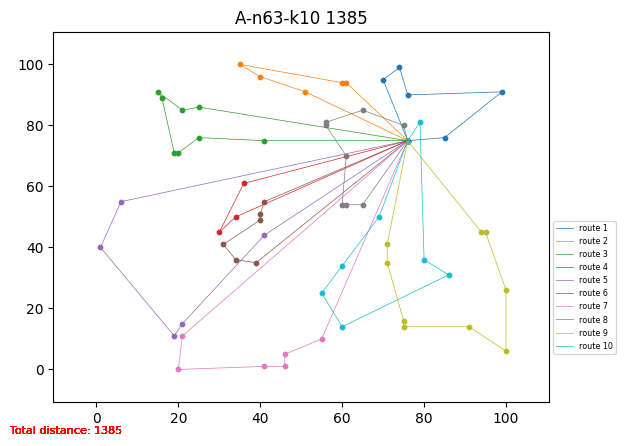 A-n63-k10 1385
100
80
60
40
20
0
0 20 40 60 80 100
route 1
route 2
route 3
route 4
route 5
route 6
route 7
route 8
route 9
route 10
Total distance: 1385